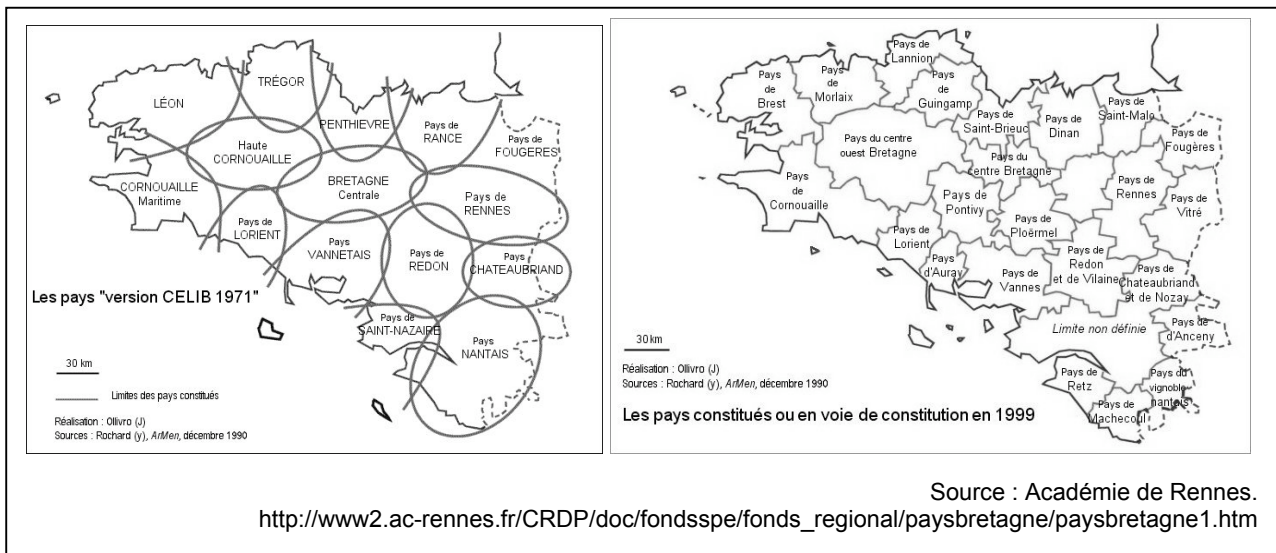 LÉON
TRÉGOR
PENTHIEVRE
Pays de
RANCE
Pays de
FOUGERES
Haute
CORNOUAILLE
CORNOUAILLE
Maritime
BRETAGNE
Centrale
Pays de
RENNES
Pays de
LORIENT
Pays
VANNETAIS
Pays de
REDON
Pays
CHATEAUBRIAND
Les pays "version CELIB 1971"
Pays de
SAINT-NAZAIRE
Pays
NANTAIS
30 km
Limites des pays constitués
Réalisation : Ollivro (J)
Sources : Rochard (y), ArMen, décembre 1990
Pays de
Lannion
Pays
de
Brest
Pays
de
Morlaix
Pays
de
Guingamp
Pays de
Saint-Brieuc
Pays
de
Dinan
Pays de
Saint-Malo
Pays de
Fougères
Pays du centre
ouest Bretagne
Pays du
centre Bretagne
Pays
de
Cornouaille
Pays de
Pontivy
Pays
de
Rennes
Pays
de
Vitré
Pays de
Ploërmel
Pays de
Lorient
Pays
d'Auray
Pays
de
Vannes
Pays de
Redon
et de Vilaine
Pays de
Chateaubriand
et de Nozay
Limite non définie
Pays
d'Anceny
30 km
Réalisation : Ollivro (J)
Sources : Rochard (y), ArMen, décembre 1990
Pays de
Retz
Pays du
vignoble
nantais
Pays de
Machecoul
Les pays constitués ou en voie de constitution en 1999
Source : Académie de Rennes.
http://www2.ac-rennes.fr/CRDP/doc/fondsspe/fonds_regional/paysbretagne/paysbretagne1.htm